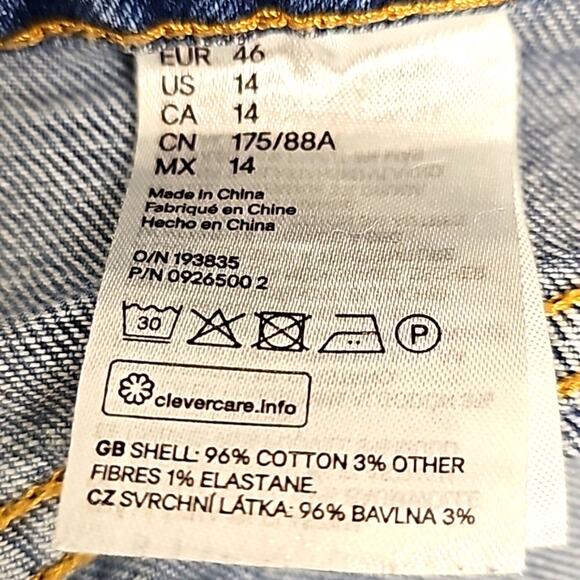 EUR 46
US 14
CA 14
CN 175/88A
MX 14
Made in China
Fabriqué en Chine
Hecho en China
O/N 193835
P/N 0926500 2
30 P
clevercare.info
GB SHELL: 96% COTTON 3% OTHER
FIBRES 1% ELASTANE.
CZ SVRCHNÍ LÁTKA: 96% BAVLNA 3%